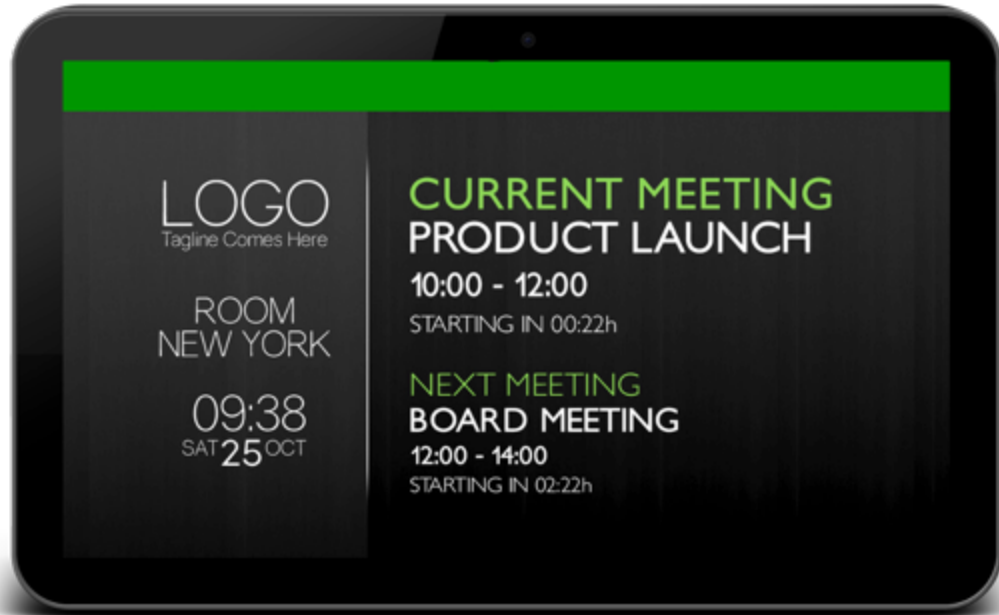 LOGO
Tagline Comes Here
ROOM
NEW YORK
09:38
SAT 25 OCT
CURRENT MEETING
PRODUCT LAUNCH
10:00 - 12:00
STARTING IN 00:22h
NEXT MEETING
BOARD MEETING
12:00 - 14:00
STARTING IN 02:22h